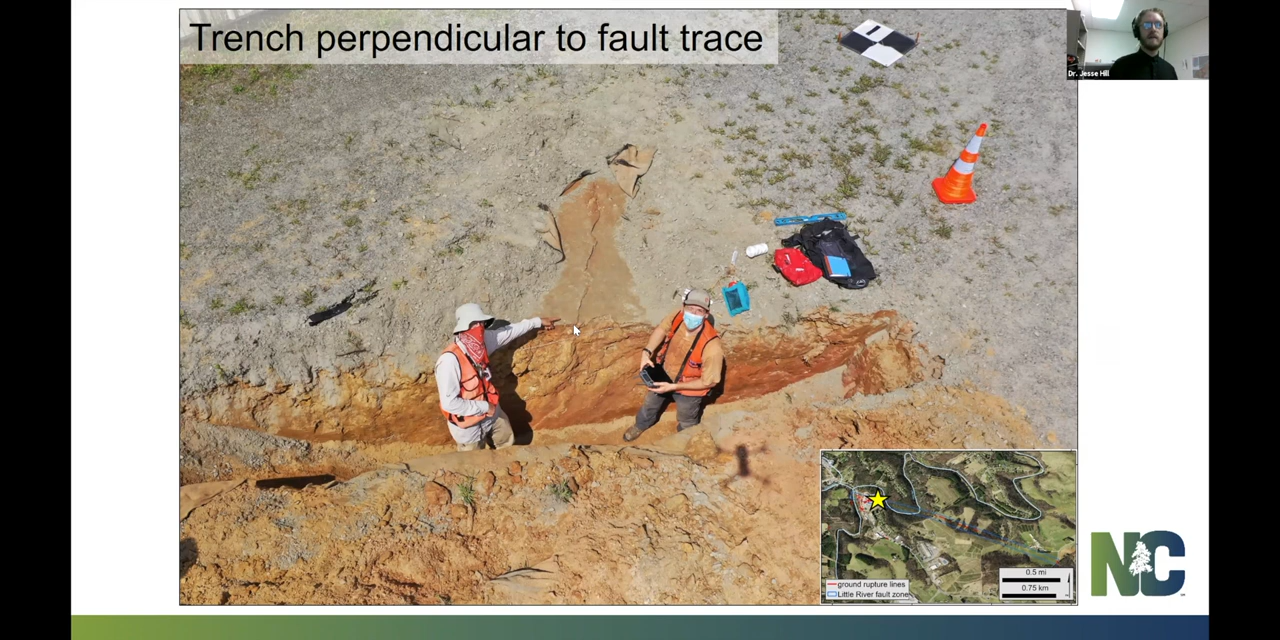 Trench perpendicular to fault trace
Dr. Jesse Hill
ground rupture lines
Little River fault zone
0.5 mi
0.75 km
NC